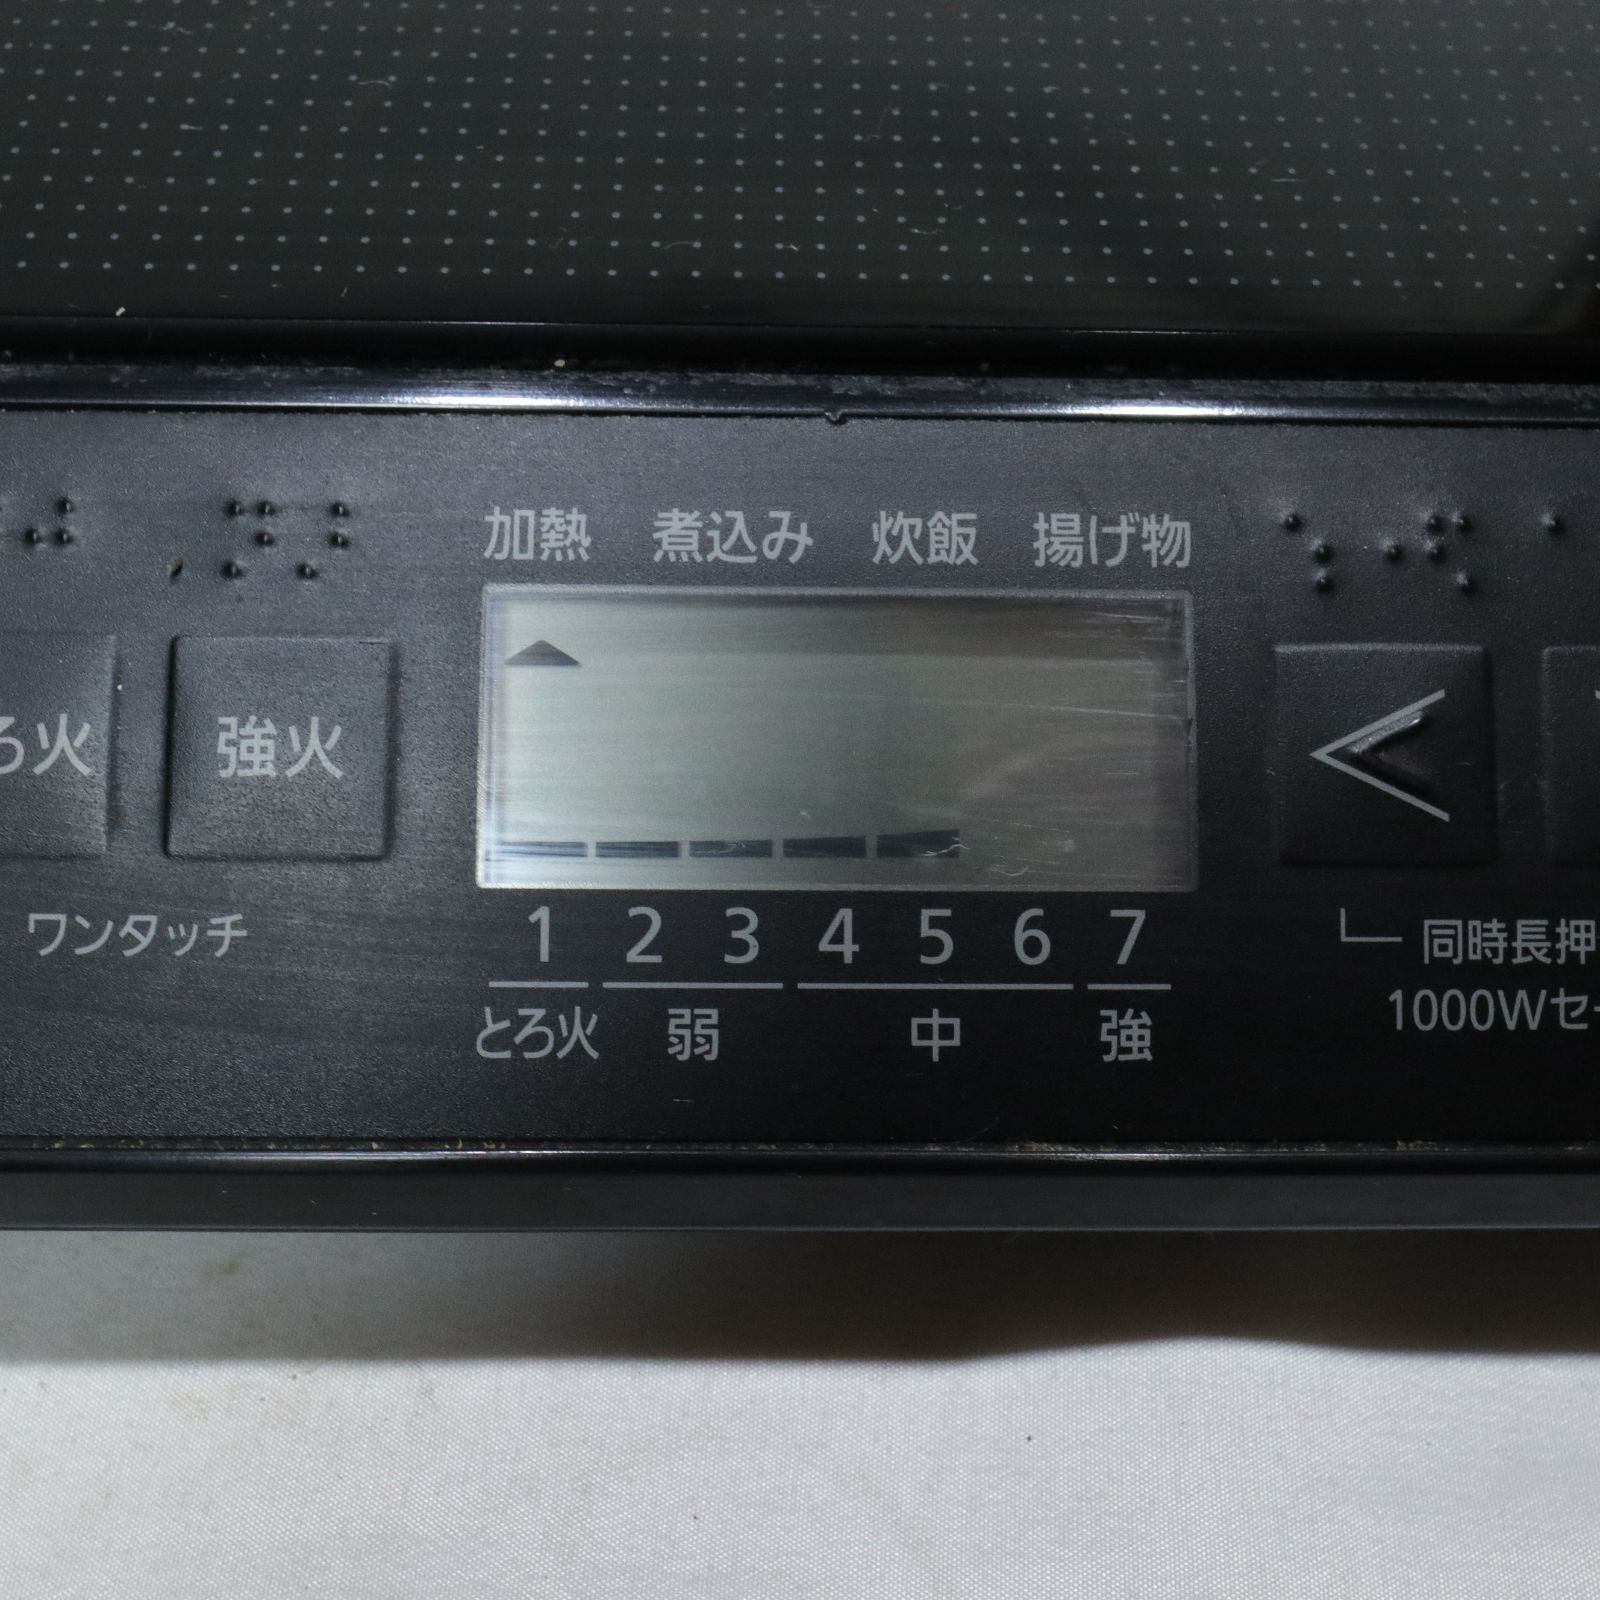 加熱 煮込み 炊飯 揚げ物
ろ火 強火
ワンタッチ
1 2 3 4 5 6 7
とろ火 弱 中 強
同時長押
1000Wセ